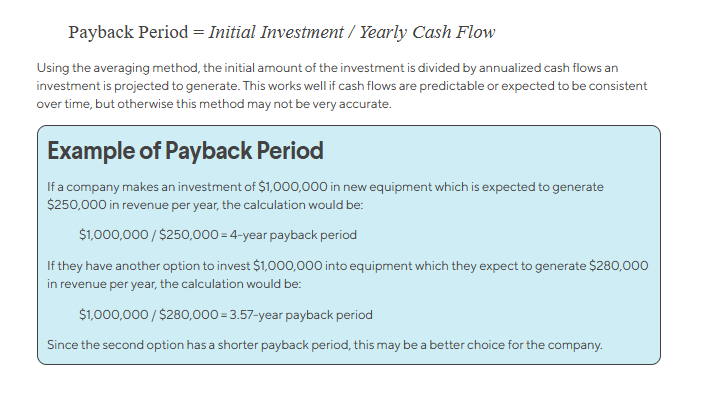 Payback Period = Initial Investment / Yearly Cash Flow
Using the averaging method, the initial amount of the investment is divided by annualized cash flows an
investment is projected to generate. This works well if cash flows are predictable or expected to be consistent
over time, but otherwise this method may not be very accurate.
Example of Payback Period
If a company makes an investment of $1,000,000 in new equipment which is expected to generate
$250,000 in revenue per year, the calculation would be:
$1,000,000 / $250,000 = 4-year payback period
If they have another option to invest $1,000,000 into equipment which they expect to generate $280,000
in revenue per year, the calculation would be:
$1,000,000 / $280,000 = 3.57-year payback period
Since the second option has a shorter payback period, this may be a better choice for the company.